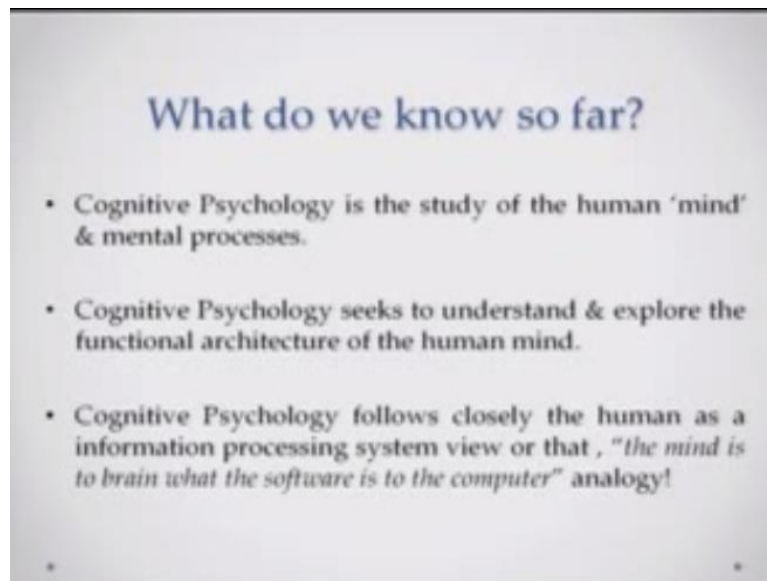 What do we know so far?
• Cognitive Psychology is the study of the human ‘mind’
& mental processes.
• Cognitive Psychology seeks to understand & explore the
functional architecture of the human mind.
• Cognitive Psychology follows closely the human as a
information processing system view or that , “the mind is
to brain what the software is to the computer” analogy!